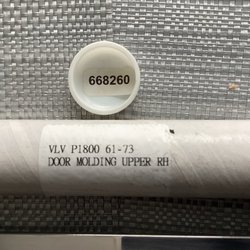 668260
VLV P1800 61-73
DOOR MOLDING UPPER RH